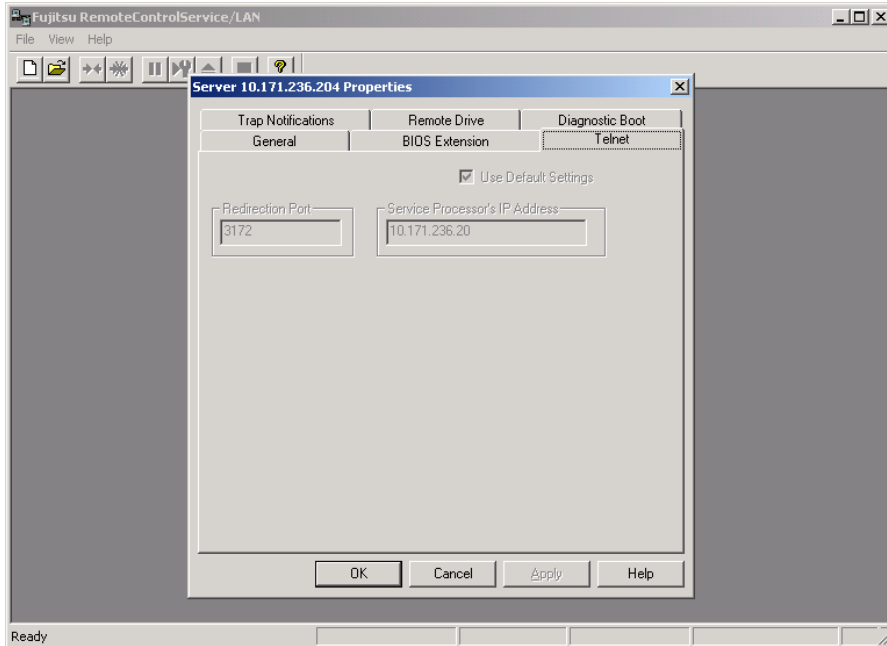 Fujitsu RemoteControlService/LAN
File View Help
Server 10.171.236.204 Properties
Trap Notifications Remote Drive Diagnostic Boot
General BIOS Extension Telnet
Use Default Settings
Redirection Port Service Processor's IP Address
3172 10.171.236.20
OK Cancel Apply Help
Ready